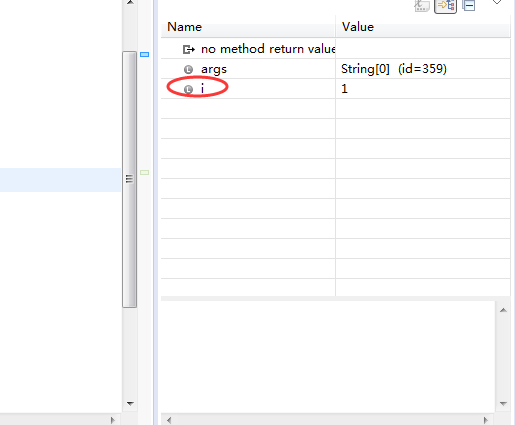 Name Value
no method return value
args String[0] (id=359)
i 1